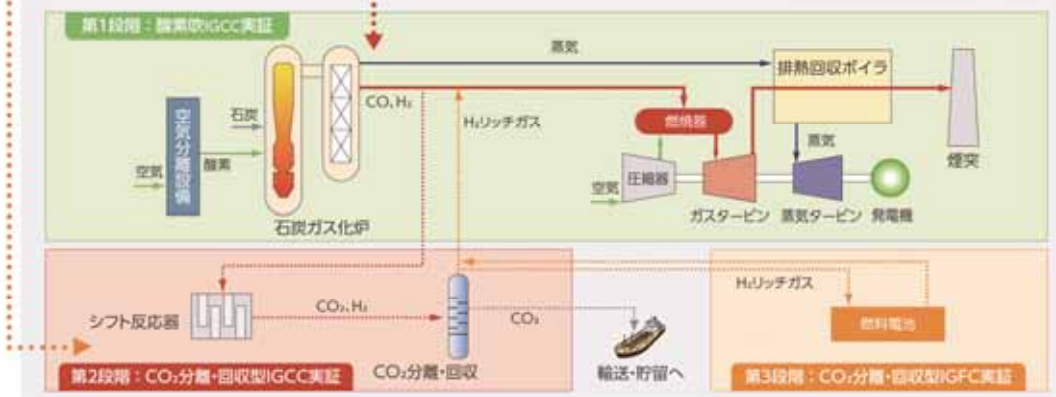 第1段階：酸素吹IGCC実証
蒸気
排熱回収ボイラ
CO、H₂
H₂リッチガス
燃焼器
石炭
空気分離設備
酸素
空気
蒸気
煙突
圧縮器
空気
石炭ガス化炉
ガスタービン
蒸気タービン
発電機
H₂リッチガス
シフト反応器
CO₂、H₂
CO₂
燃料電池
CO₂分離・回収
輸送・貯留へ
第2段階：CO₂分離・回収型IGCC実証
第3段階：CO₂分離・回収型IGFC実証